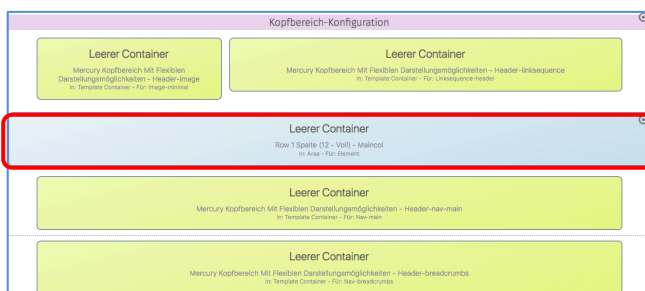 Kopfbereich-Konfiguration
Leerer Container
Mercury Kopfbereich Mit Flexiblen
Darstellungsmöglichkeiten - Header-image
In: Template Container - Für: Image-minimal
Leerer Container
Mercury Kopfbereich Mit Flexiblen Darstellungsmöglichkeiten - Header-linksequence
In: Template Container - Für: Linksequence-header
Leerer Container
Row 1 Spalte (12 - Voll) - Maincol
In: Area - Für: Element
Leerer Container
Mercury Kopfbereich Mit Flexiblen Darstellungsmöglichkeiten - Header-nav-main
In: Template Container - Für: Nav-main
Leerer Container
Mercury Kopfbereich Mit Flexiblen Darstellungsmöglichkeiten - Header-breadcrumbs
In: Template Container - Für: Nav-breadcrumbs